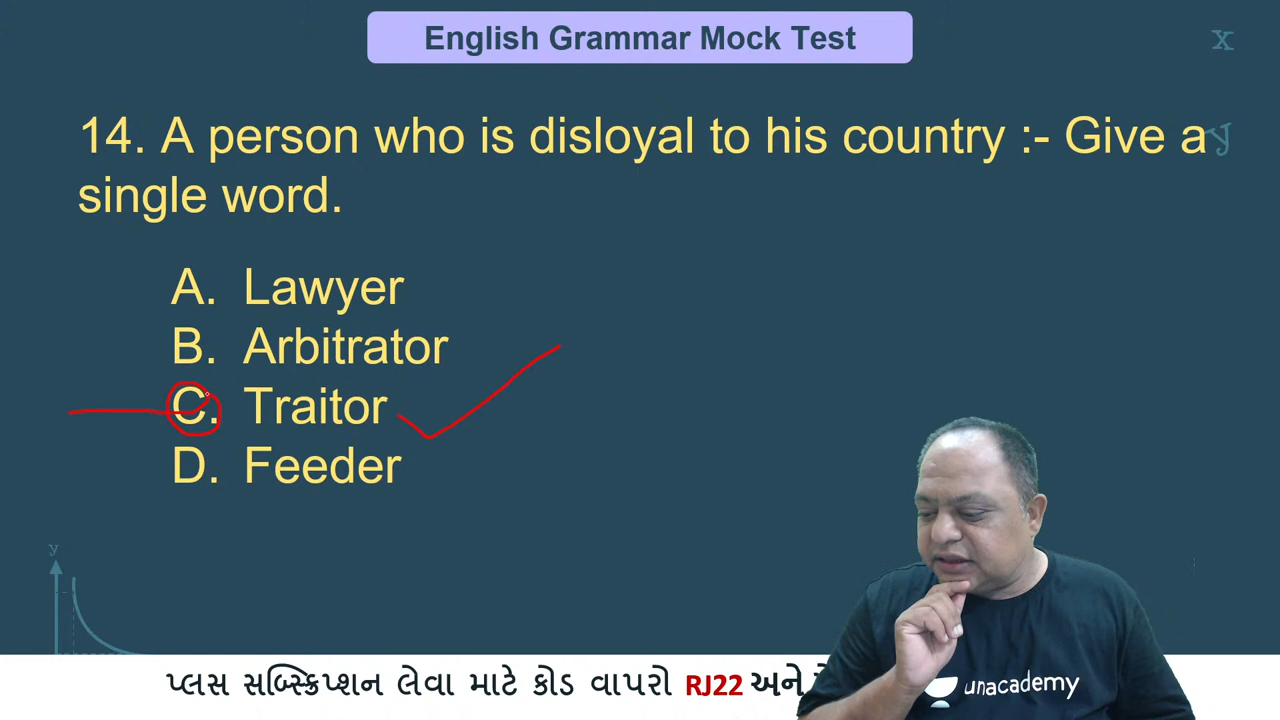 English Grammar Mock Test
x
14. A person who is disloyal to his country :- Give a
y
single word.
A. Lawyer
B. Arbitrator
C. Traitor
D. Feeder
y
પ્લસ સબ્સ્ક્રિપ્શન લેવા માટે કોડ વાપરો RJ22 અને
unacademy